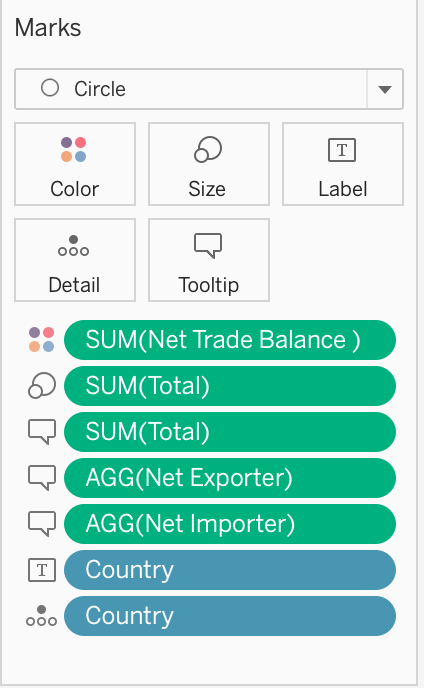 Marks
Circle
Color Size Label
Detail Tooltip
SUM(Net Trade Balance )
SUM(Total)
SUM(Total)
AGG(Net Exporter)
AGG(Net Importer)
T Country
Country